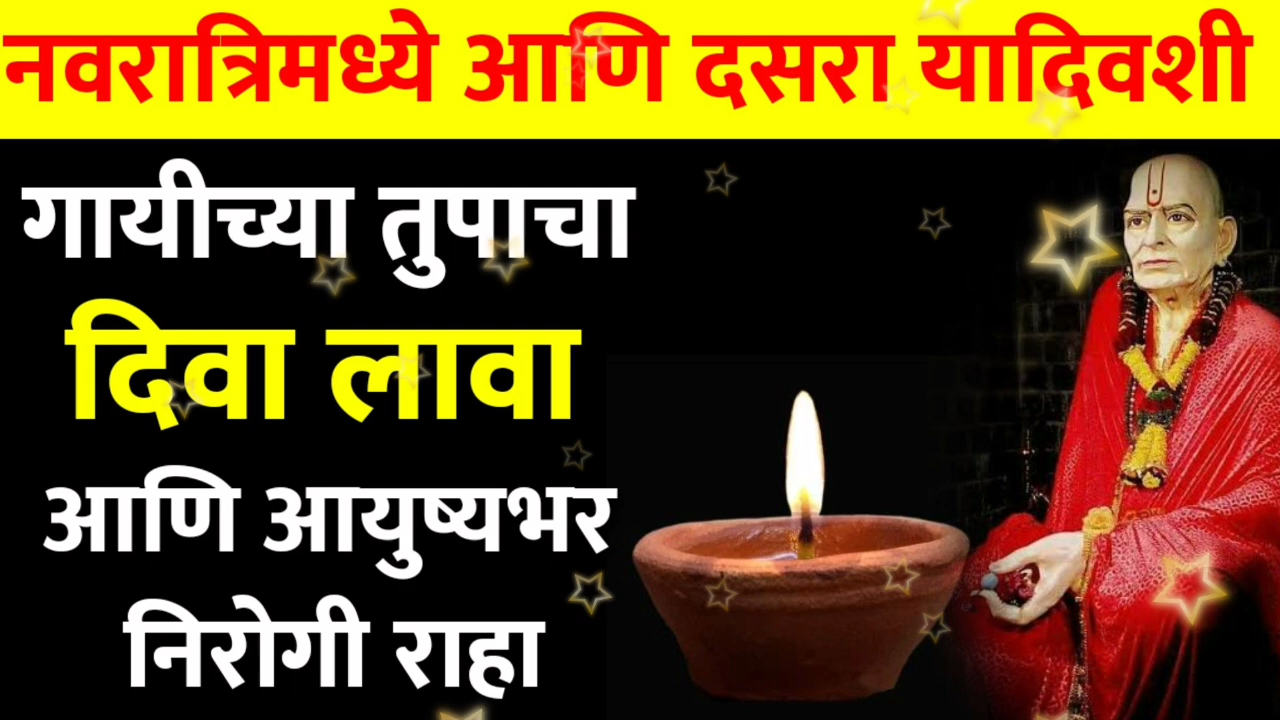 नवरात्रिमध्ये आणि दसरा यादिवशी
गायीच्या तुपाचा
दिवा लावा
आणि आयुष्यभर
निरोगी राहा